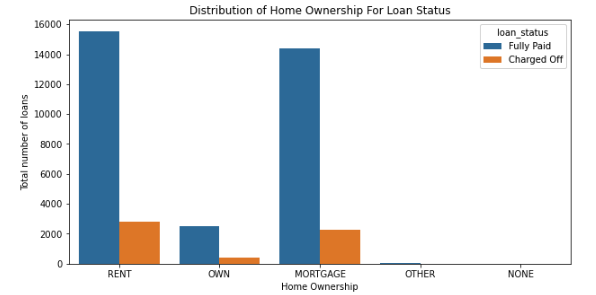 Distribution of Home Ownership For Loan Status
16000
14000
12000
10000
8000
6000
4000
2000
0
Total number of loans
loan_status
Fully Paid
Charged Off
RENT OWN MORTGAGE OTHER NONE
Home Ownership